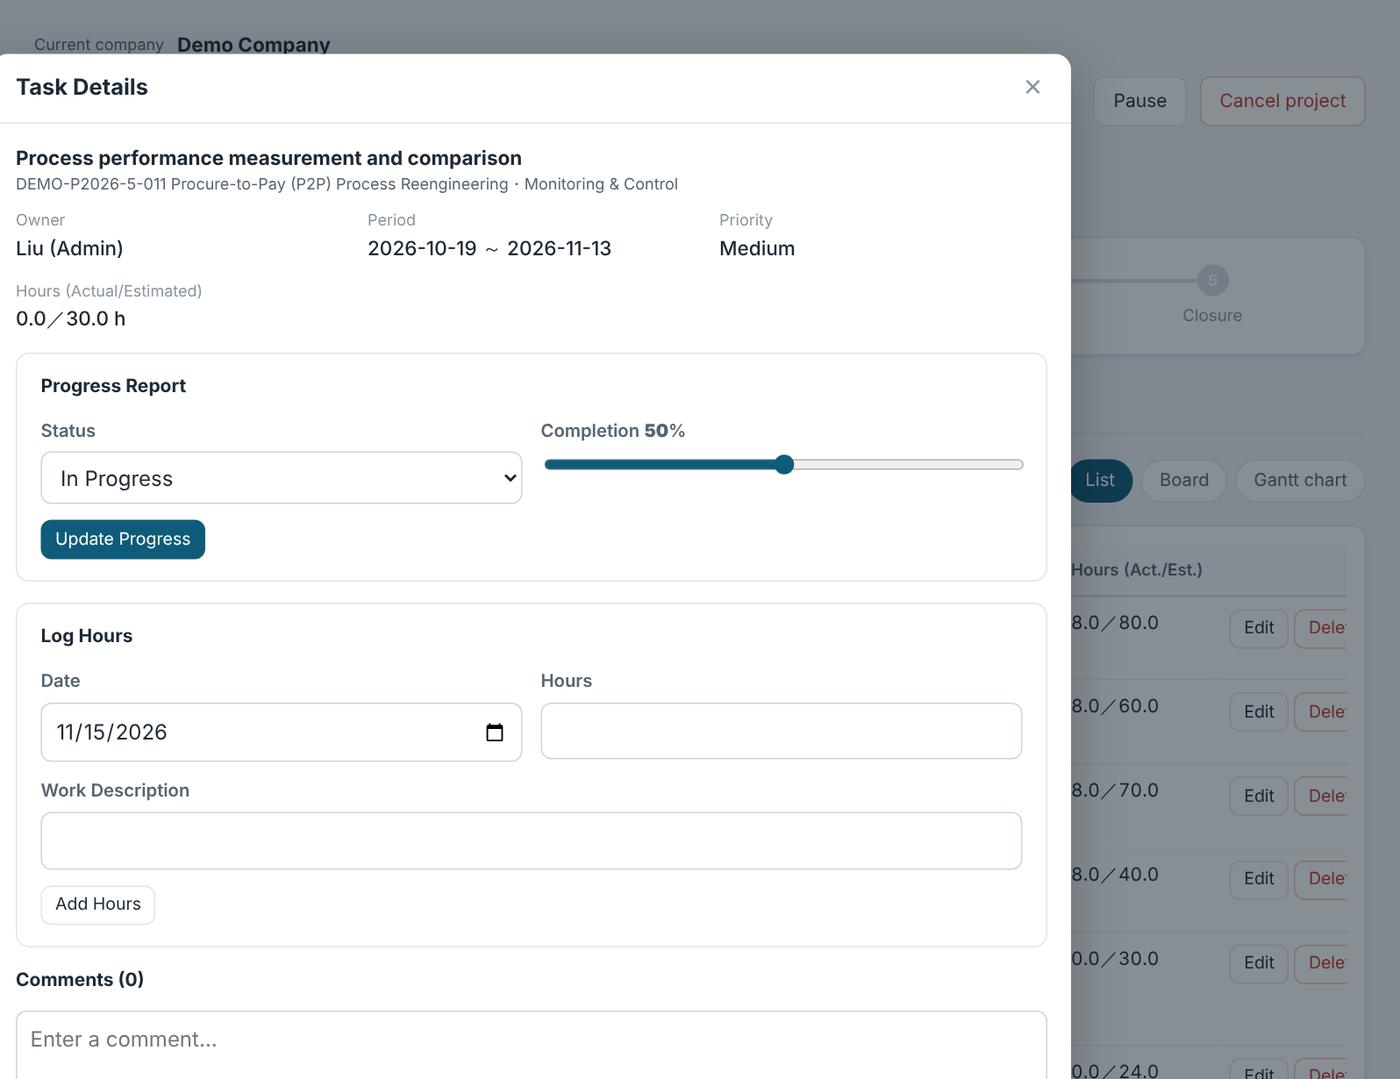 Current company Demo Company
Task Details
Pause
Cancel project
Process performance measurement and comparison
DEMO-P2026-5-011 Procure-to-Pay (P2P) Process Reengineering · Monitoring & Control
Owner
Period
Priority
Liu (Admin)
2026-10-19 ～ 2026-11-13
Medium
Hours (Actual/Estimated)
0.0／30.0 h
5
Closure
Progress Report
Status
Completion 50%
In Progress
Update Progress
List
Board
Gantt chart
Hours (Act./Est.)
8.0／80.0
Edit
8.0／60.0
Edit
8.0／70.0
Edit
8.0／40.0
Edit
0.0／30.0
Edit
0.0／24.0
Edit
Log Hours
Date
Hours
11/15/2026
Work Description
Add Hours
Comments (0)
Enter a comment...